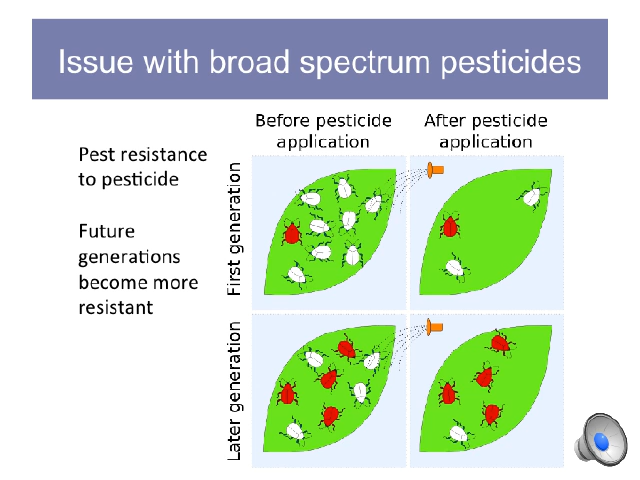 Issue with broad spectrum pesticides
Before pesticide
application
After pesticide
application
Pest resistance
to pesticide
Future
generations
become more
resistant
First generation
Later generation